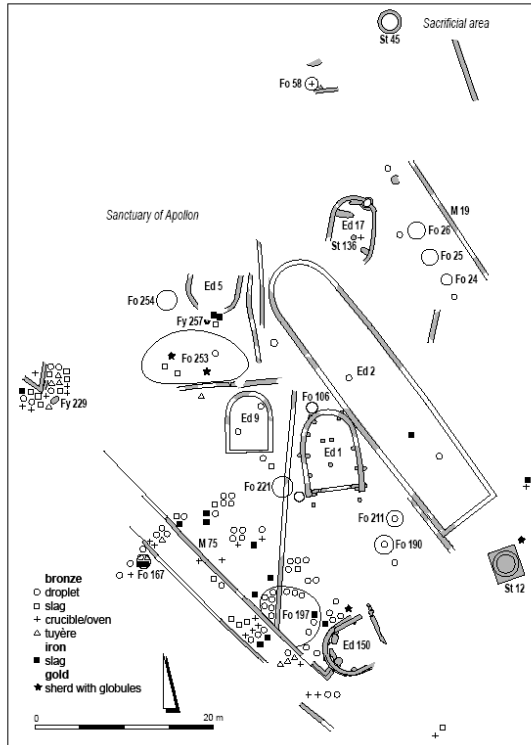 Sacrificial area
St 45
Fo 58
M 19
Sanctuary of Apollon
Ed 17
Fo 26
St 136
Fo 25
Ed 5
Fo 24
Fo 254
Fy 257
Fo 253
Ed 2
Fy 229
Fo 106
Ed 9
Ed 1
Fo 221
Fo 211
M 75
Fo 190
Fo 167
St 12
bronze
droplet
slag
crucible/oven
tuyère
iron
slag
gold
sherd with globules
Fo 197
Ed 150
0
20 m